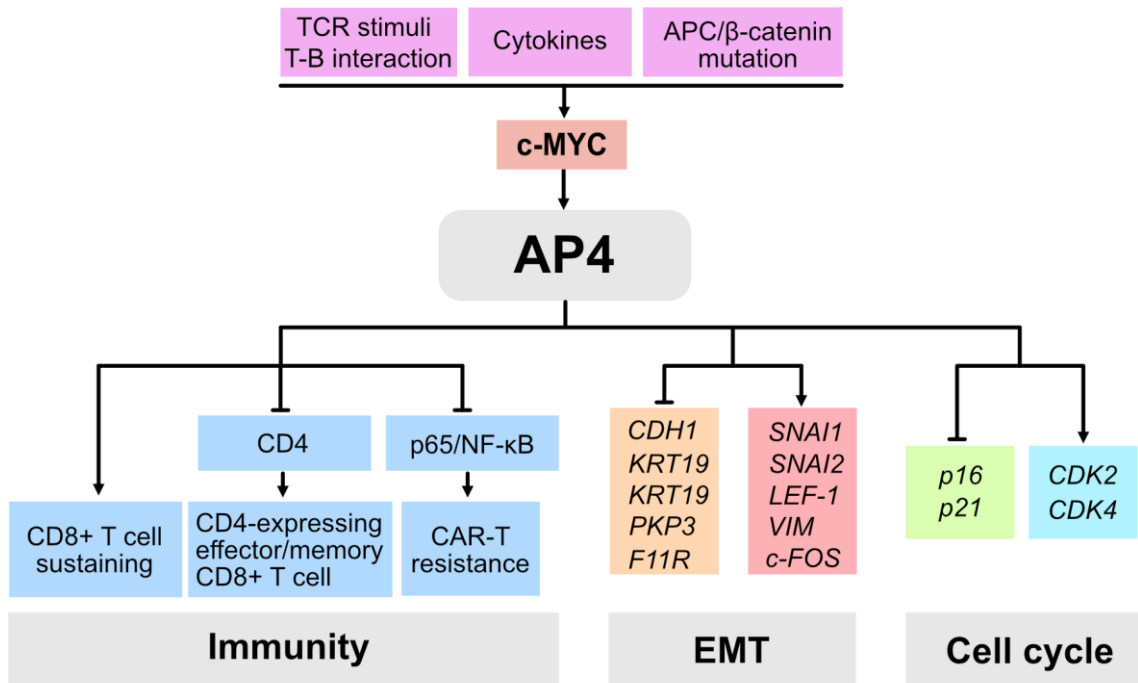 TCR stimuli
T-B interaction
Cytokines
APC/β-catenin
mutation
c-MYC
AP4
CD4
p65/NF-κB
CD8+ T cell
sustaining
CD4-expressing
effector/memory
CD8+ T cell
CAR-T
resistance
CDH1
KRT19
KRT19
PKP3
F11R
SNAI1
SNAI2
LEF-1
VIM
c-FOS
p16
p21
CDK2
CDK4
Immunity
EMT
Cell cycle